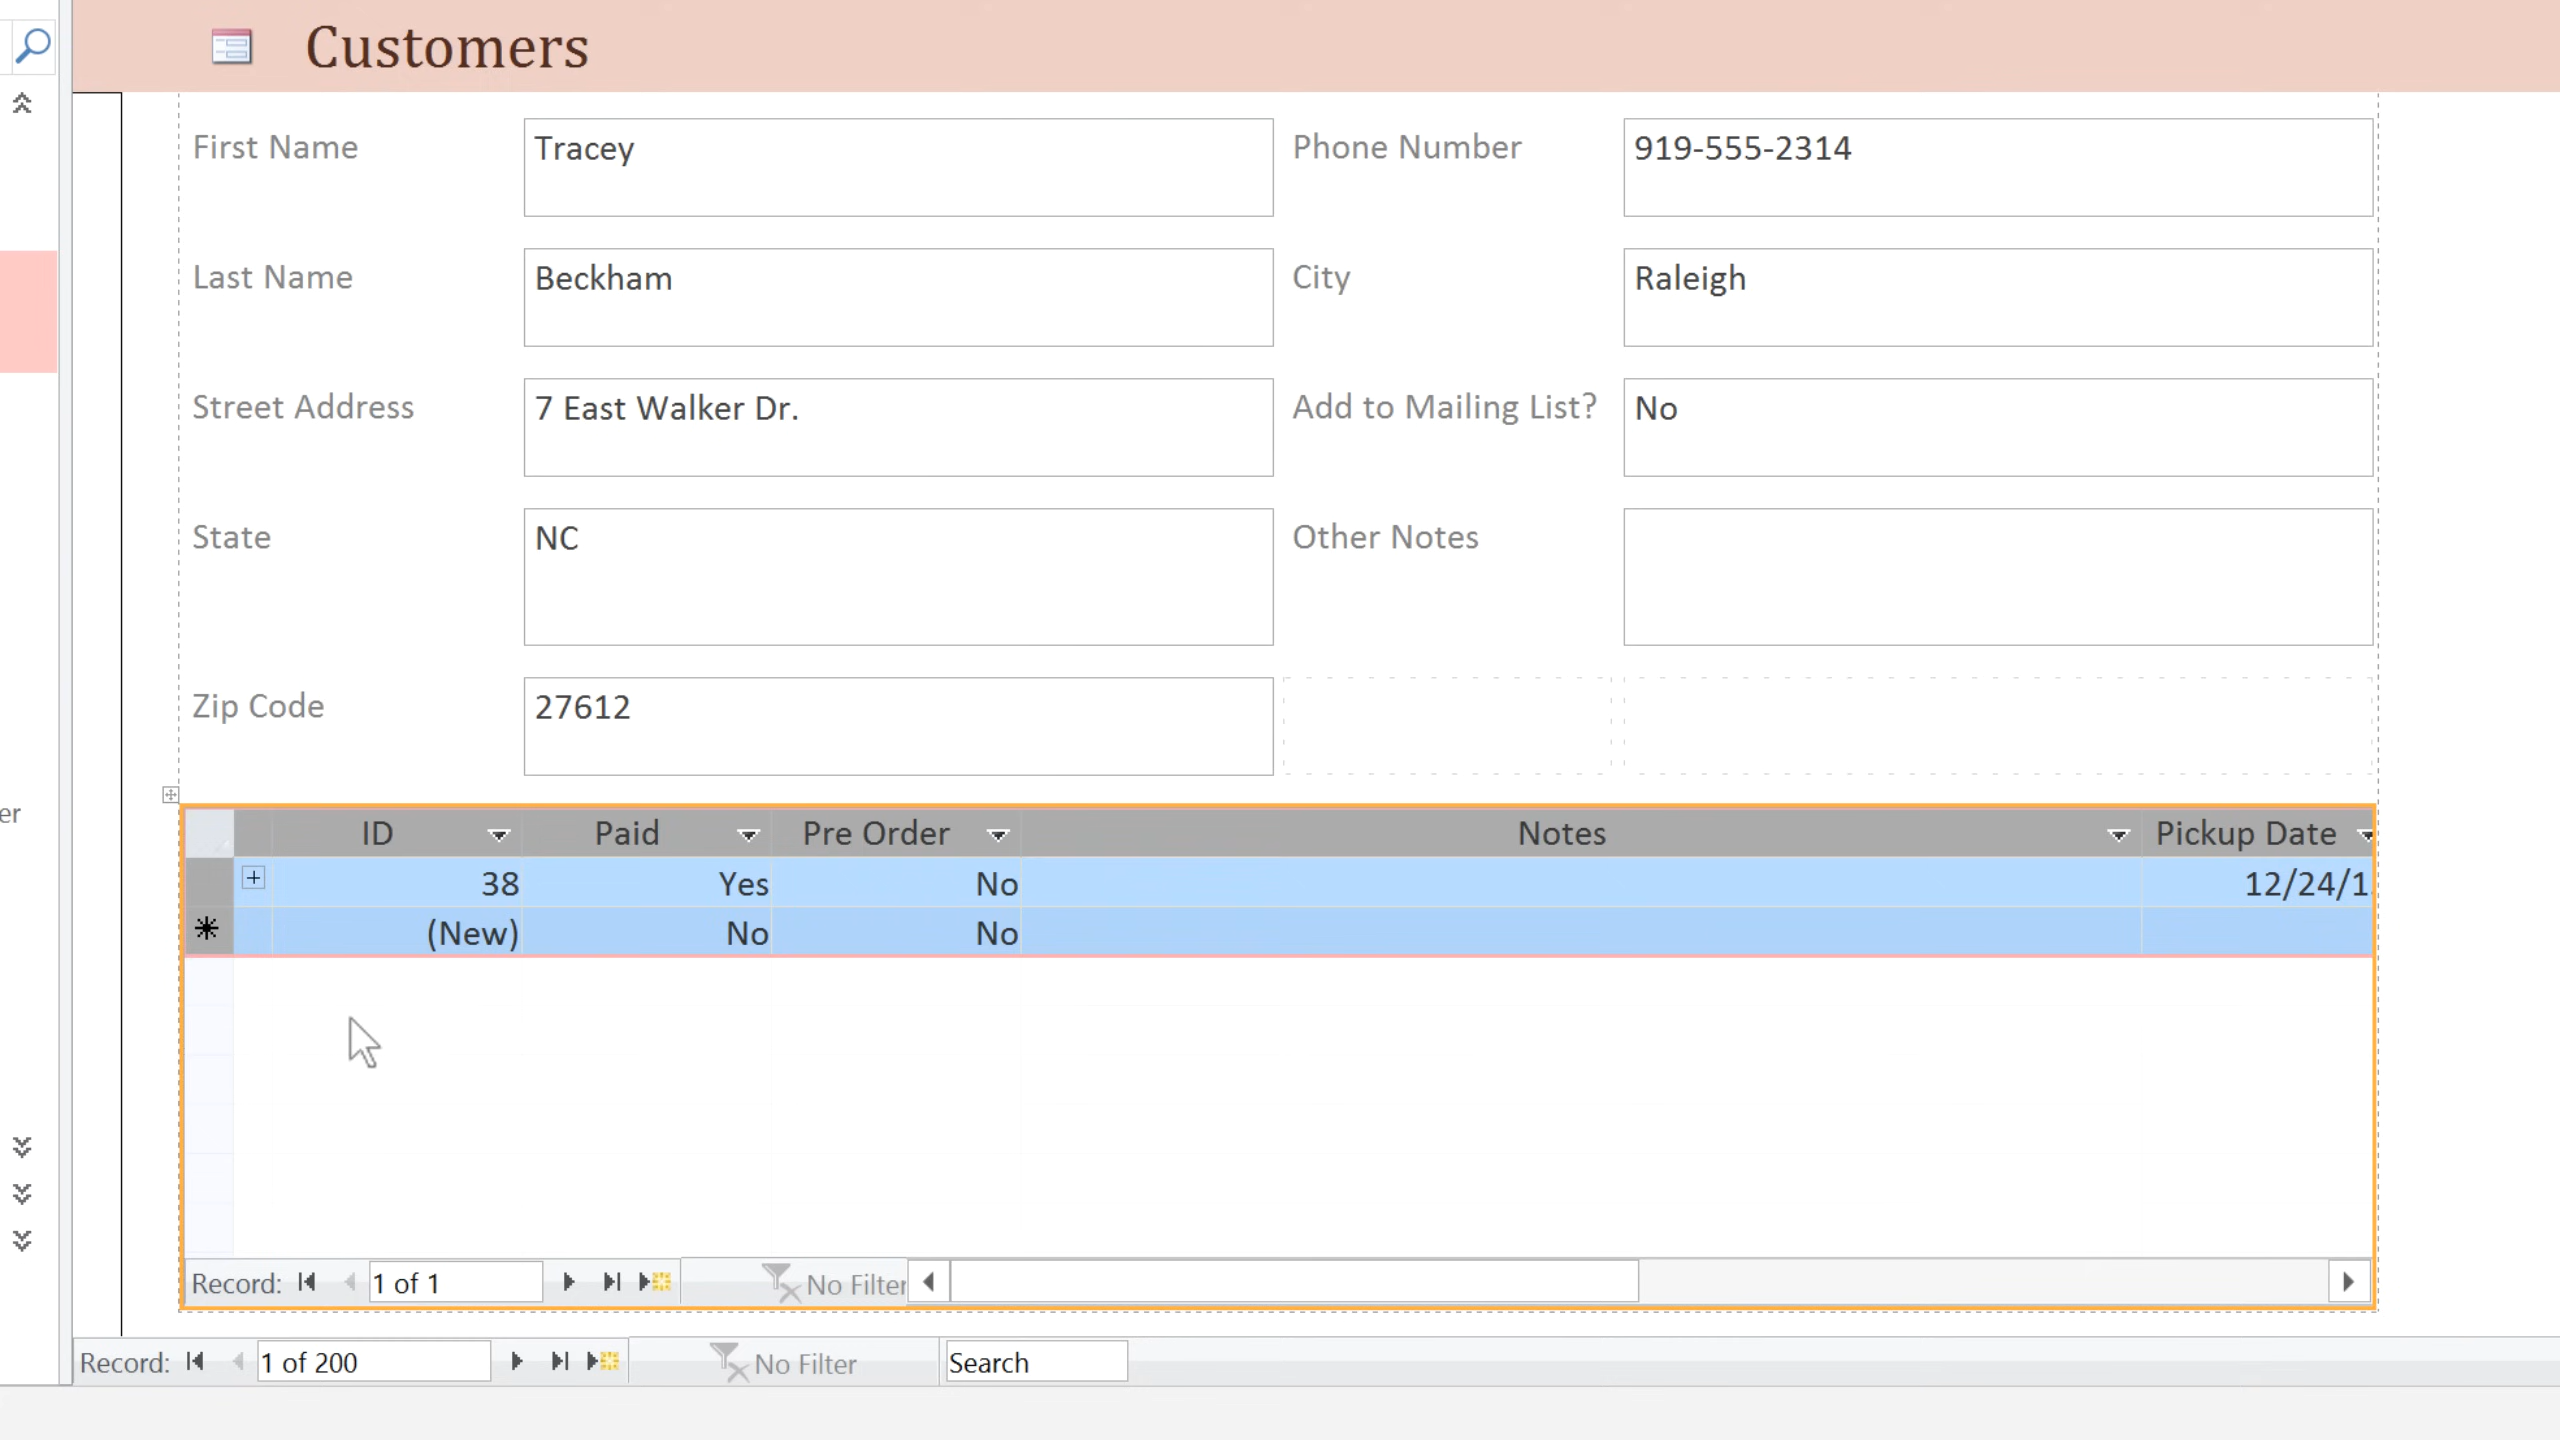 Customers
First Name Tracey Phone Number 919-555-2314
Last Name Beckham City Raleigh
Street Address 7 East Walker Dr. Add to Mailing List? No
State NC Other Notes
Zip Code 27612
er
ID Paid Pre Order Notes Pickup Date
38 Yes No 12/24/1
(New) No No
Record: 1 of 1 No Filter
Record: 1 of 200 No Filter Search